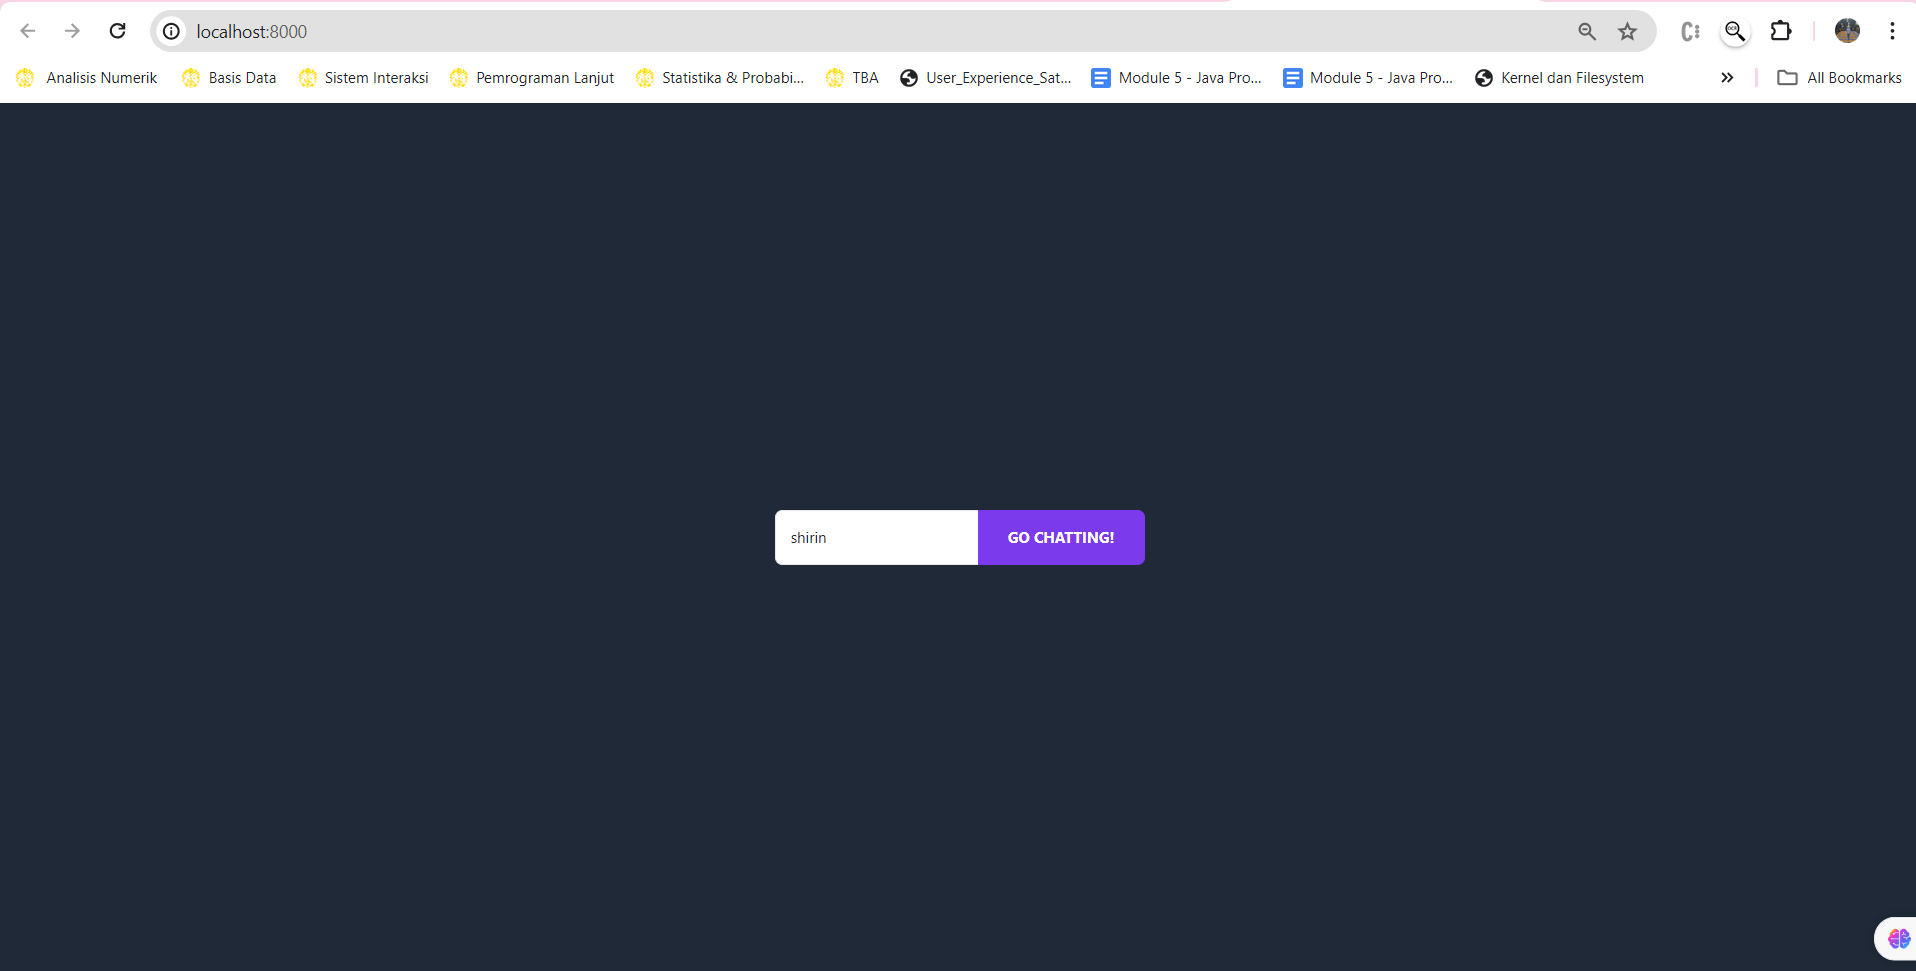 localhost:8000
Analisis Numerik Basis Data Sistem Interaksi Pemrograman Lanjut Statistika & Probabi... TBA User_Experience_Sat... Module 5 - Java Pro... Module 5 - Java Pro... Kernel dan Filesystem » All Bookmarks
shirin GO CHATTING!